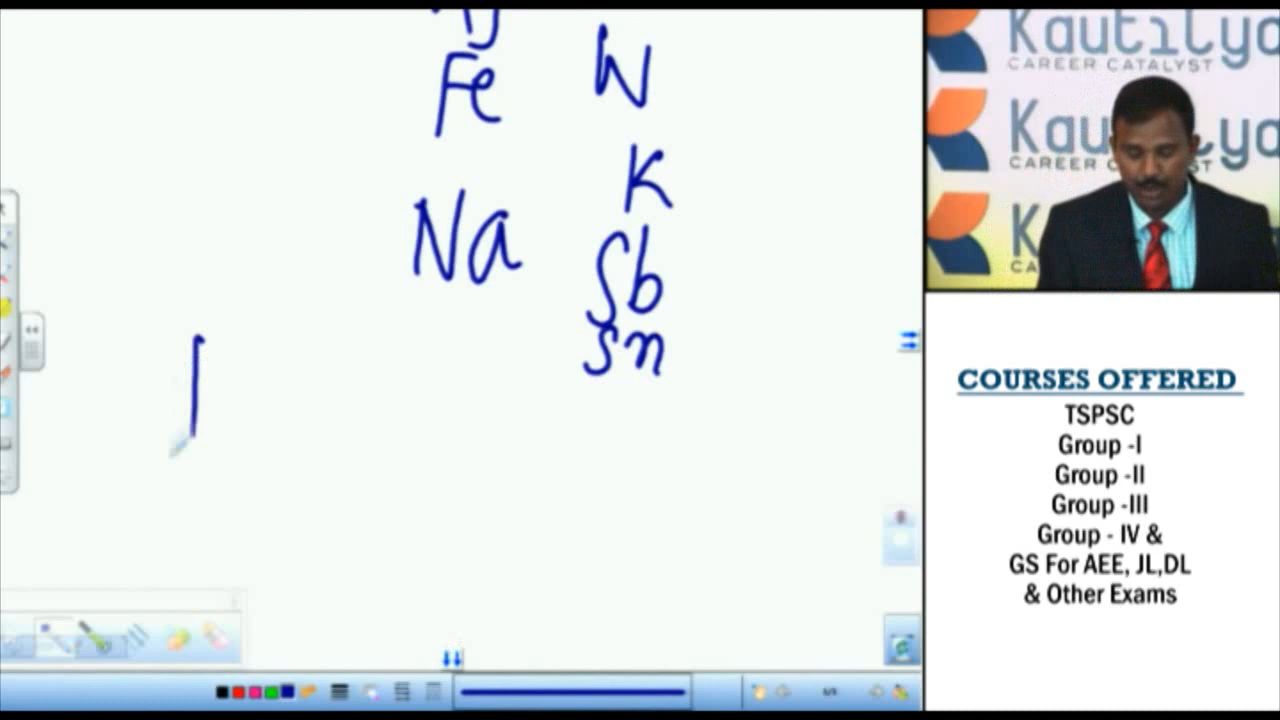 Fe W
K
Na Sb
Sn
Kautilya
CAREER CATALYST
Kautilya
CAREER CATALYST
K
CA
COURSES OFFERED
TSPSC
Group -I
Group -II
Group -III
Group - IV &
GS For AEE, JL,DL
& Other Exams